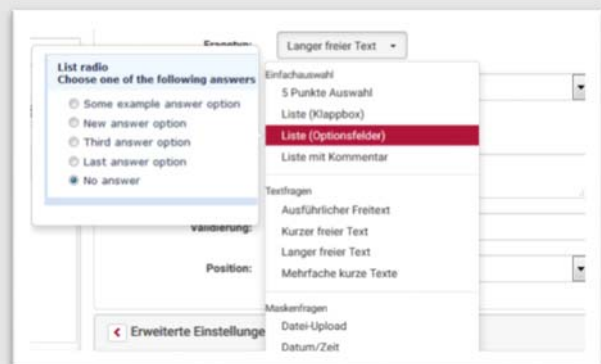 Fragetyp:
Langer freier Text
List radio
Choose one of the following answers
Some example answer option
New answer option
Third answer option
Last answer option
No answer
Einfachauswahl
5 Punkte Auswahl
Liste (Klappbox)
Liste (Optionsfelder)
Liste mit Kommentar
Textfragen
Ausführlicher Freitext
Kurzer freier Text
Langer freier Text
Mehrfache kurze Texte
Validierung:
Position:
Maskenfragen
Datei-Upload
Datum/Zeit
Erweiterte Einstellunge